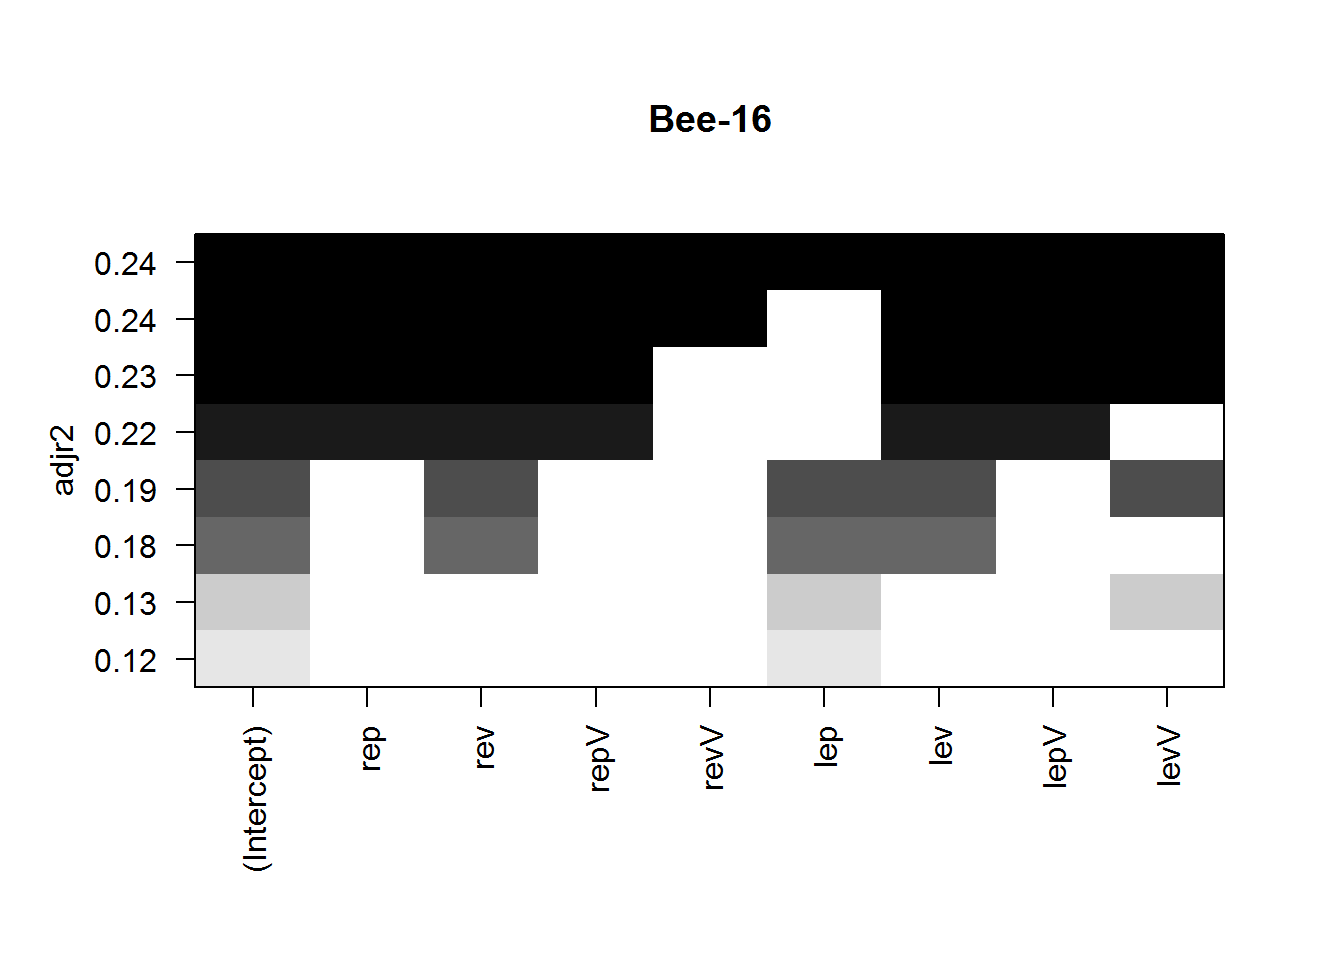 Bee-16
adjr2
0.24
0.24
0.23
0.22
0.19
0.18
0.13
0.12
(Intercept)
rep
rev
repV
revV
lep
lev
lepV
levV